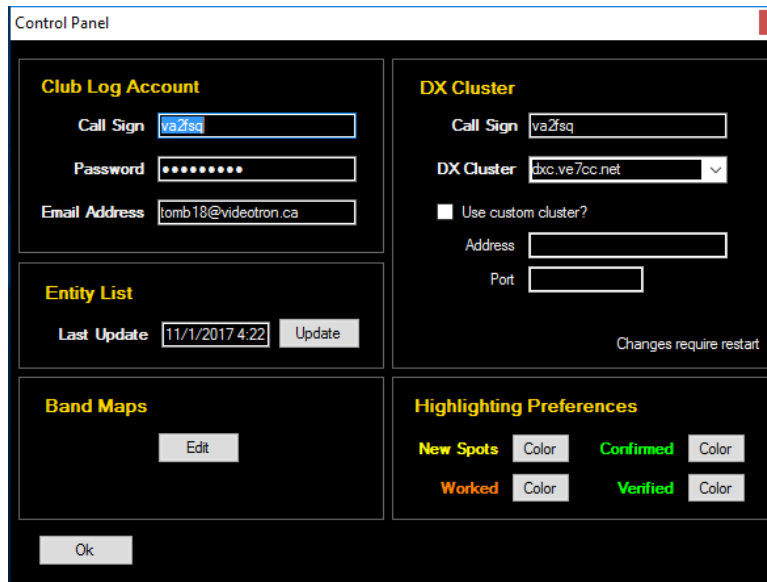 Control Panel
Club Log Account
Call Sign va2fsq
Password •••••••••
Email Address tomb18@videotron.ca
Entity List
Last Update 11/1/2017 4:22 Update
Band Maps
Edit
DX Cluster
Call Sign va2fsq
DX Cluster dxc.ve7cc.net
Use custom cluster?
Address
Port
Changes require restart
Highlighting Preferences
New Spots Color Confirmed Color
Worked Color Verified Color
Ok